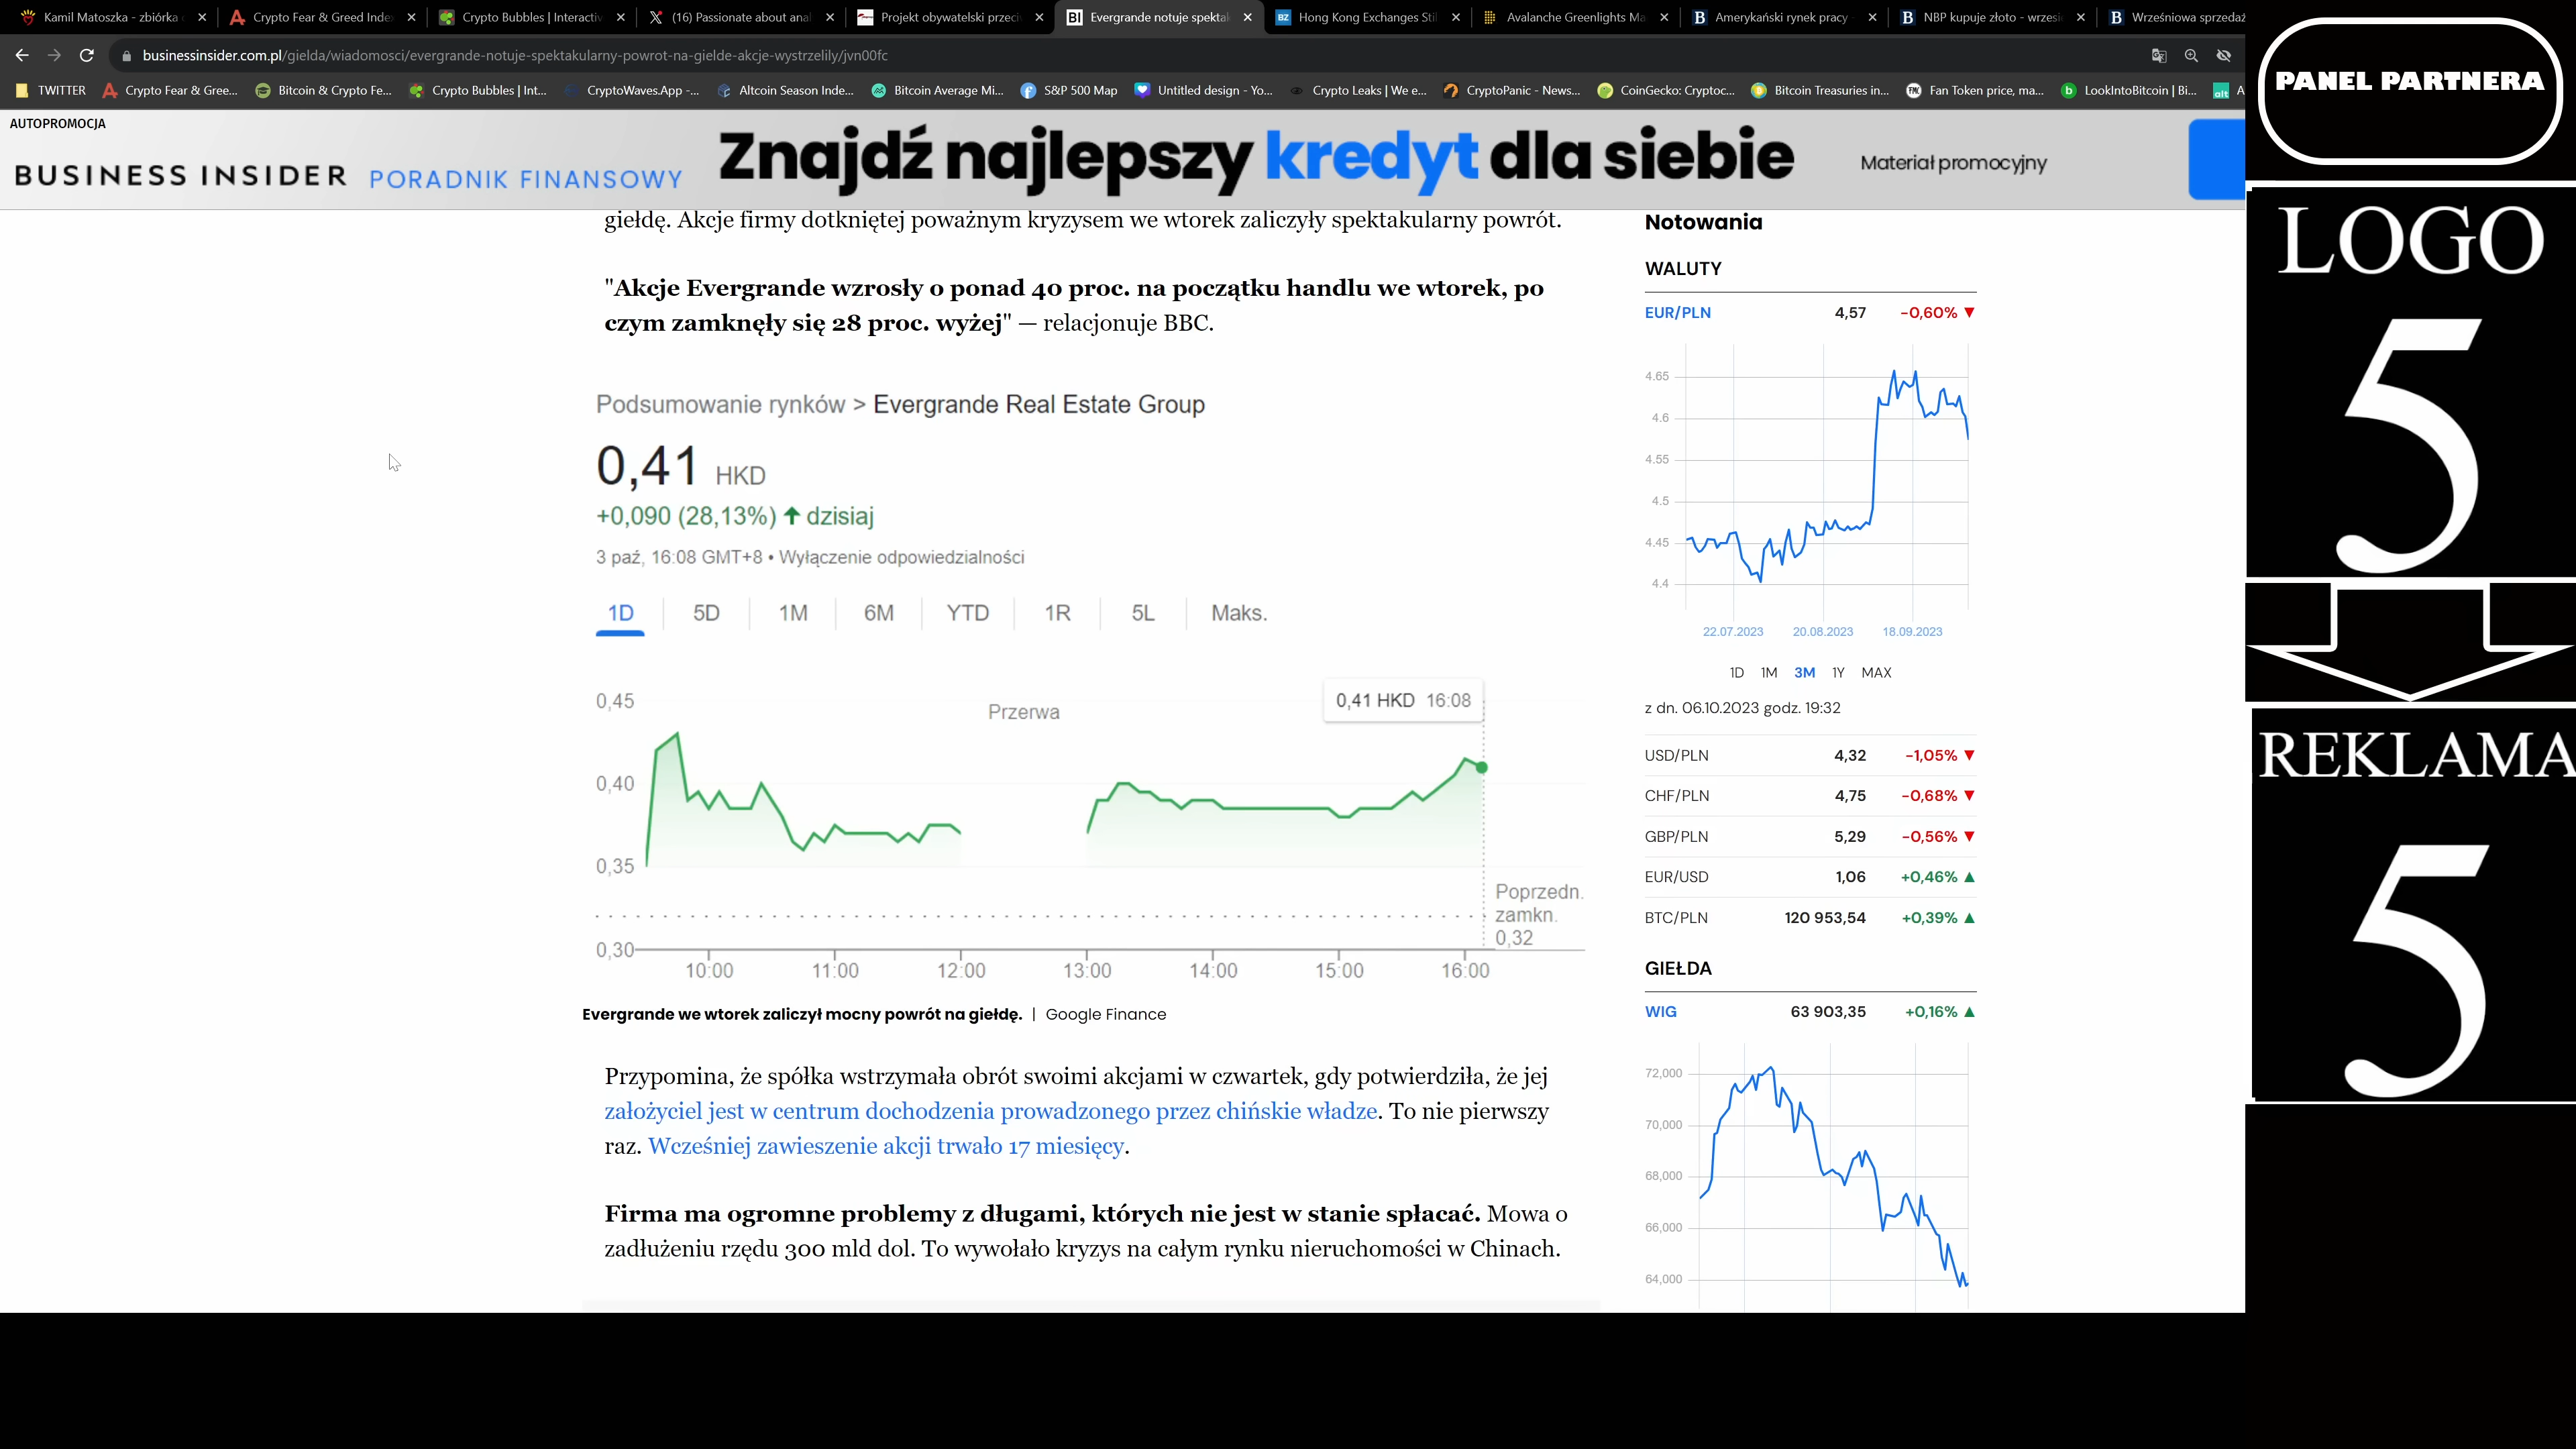 Kamil Matoszka - zbiórka
Crypto Fear & Greed Inde
Crypto Bubbles | Interactiv
(16) Passionate about anal
Projekt obywatelski przeciw
BI Evergrande notuje spektak
BZ Hong Kong Exchanges Stil
Avalanche Greenlights Ma
B Amerykański rynek pracy
B NBP kupuje złoto - wrzesi
B Wrześniowa sprzedaż
businessinsider.com.pl/gielda/wiadomosci/evergrande-notuje-spektakularny-powrot-na-gieldzie-akcje-wystrzelily/jvn00fc
TWITTER
Crypto Fear & Gree...
Bitcoin & Crypto Fe...
Crypto Bubbles | Int...
CryptoWaves.App -...
Altcoin Season Inde...
Bitcoin Average Mi...
S&P 500 Map
Untitled design - Yo...
Crypto Leaks | We e...
CryptoPanic - News...
CoinGecko: Cryptoc...
Bitcoin Treasuries in...
Fan Token price, ma...
LookIntoBitcoin | Bi...
alt A
AUTOPROMOCJA
BUSINESS INSIDER PORADNIK FINANSOWY
Znajdź najlepszy kredyt dla siebie
Materiał promocyjny
giełdę. Akcje firmy dotkniętej poważnym kryzysem we wtorek zaliczyły spektakularny powrót.
"Akcje Evergrande wzrosły o ponad 40 proc. na początku handlu we wtorek, po
czym zamknęły się 28 proc. wyżej" — relacjonuje BBC.
Podsumowanie rynków > Evergrande Real Estate Group
0,41 HKD
+0,090 (28,13%) ↑ dzisiaj
3 paź, 16:08 GMT+8 • Wyłączenie odpowiedzialności
1D 5D 1M 6M YTD 1R 5L Maks.
0,45
Przerwa
0,41 HKD 16:08
0,40
0,35
Poprzedn.
zamkn.
0,32
0,30
10:00 11:00 12:00 13:00 14:00 15:00 16:00
Evergrande we wtorek zaliczył mocny powrót na giełdę. | Google Finance
Przypomina, że spółka wstrzymała obrót swoimi akcjami w czwartek, gdy potwierdziła, że jej
założyciel jest w centrum dochodzenia prowadzonego przez chińskie władze. To nie pierwszy
raz. Wcześniej zawieszenie akcji trwało 17 miesięcy.
Firma ma ogromne problemy z długami, których nie jest w stanie spłacać. Mowa o
zadłużeniu rzędu 300 mld dol. To wywołało kryzys na całym rynku nieruchomości w Chinach.
Notowania
WALUTY
EUR/PLN 4,57 -0,60% ▼
4.65
4.6
4.55
4.5
4.45
4.4
22.07.2023 20.08.2023 18.09.2023
1D 1M 3M 1Y MAX
z dn. 06.10.2023 godz. 19:32
USD/PLN 4,32 -1,05% ▼
CHF/PLN 4,75 -0,68% ▼
GBP/PLN 5,29 -0,56% ▼
EUR/USD 1,06 +0,46% ▲
BTC/PLN 120 953,54 +0,39% ▲
GIEŁDA
WIG 63 903,35 +0,16% ▲
72,000
70,000
68,000
66,000
64,000
PANEL PARTNERA
LOGO
5
REKLAMA
5